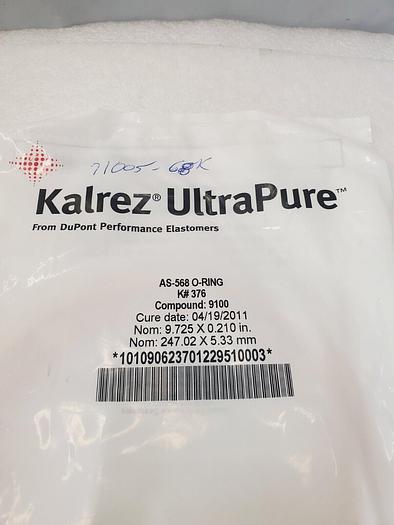 71005-68K
Kalrez® UltraPure™
From DuPont Performance Elastomers
AS-568 O-RING
K# 376
Compound: 9100
Cure date: 04/19/2011
Nom: 9.725 X 0.210 in.
Nom: 247.02 X 5.33 mm
*101090623701229510003*